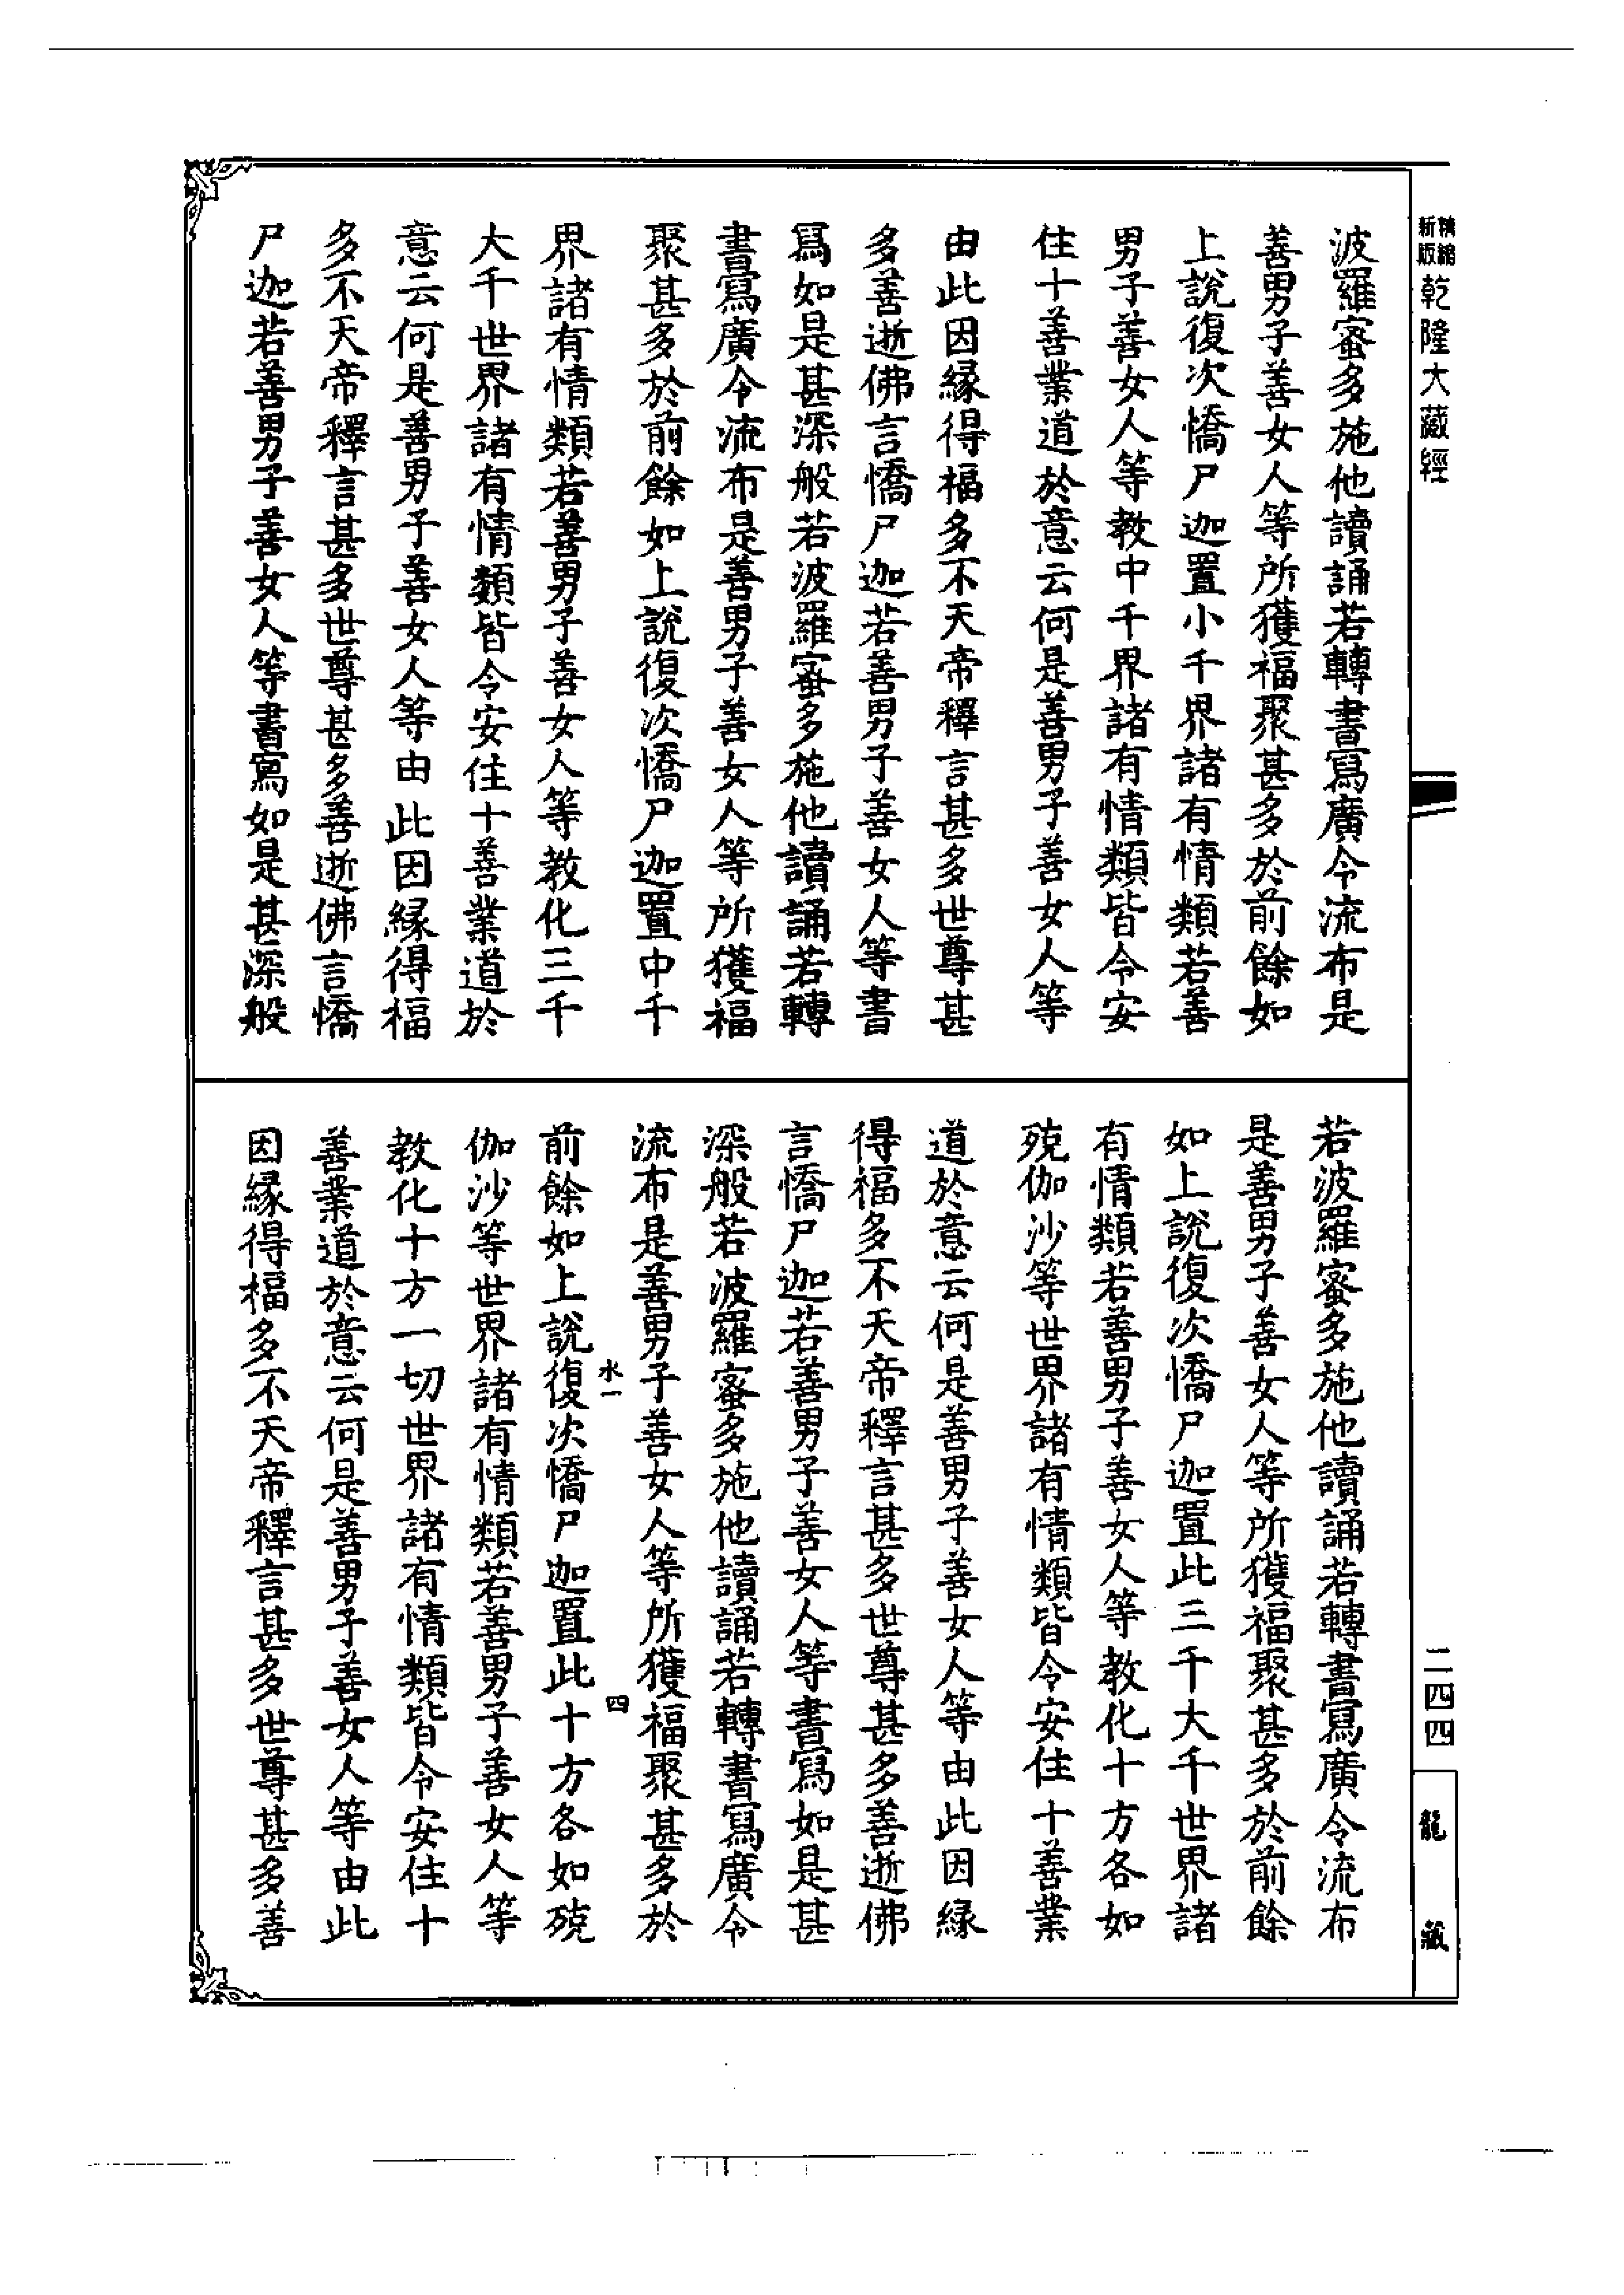 精縮新版乾隆大藏經
波羅蜜多施他讀誦若轉書寫廣令流布是
善男子善女人等所獲福聚甚多於前餘如
上說復次憍尸迦置小千界諸有情類若善
男子善女人等教中千界諸有情類皆令安
住十善業道於意云何是善男子善女人等
由此因緣得福多不天帝釋言甚多世尊甚
多善逝佛言憍尸迦若善男子善女人等書
爲如是甚深般若波羅蜜多施他讀誦若轉
書寫廣令流布是善男子善女人等所獲福
聚甚多於前餘如上說復次憍尸迦置中千
界諸有情類若善男子善女人等教化三千
大千世界諸有情類皆令安住十善業道於
意云何是善男子善女人等由此因緣得福
多不天帝釋言甚多世尊甚多善逝佛言憍
尸迦若善男子善女人等書寫如是甚深般
若波羅蜜多施他讀誦若轉書寫廣令流布
是善男子善女人等所獲福聚甚多於前餘
如上說復次憍尸迦置此三千大千世界諸
有情類若善男子善女人等教化十方各如
殑伽沙等世界諸有情類皆令安住十善業
道於意云何是善男子善女人等由此因緣
得福多不天帝釋言甚多世尊甚多善逝佛
言憍尸迦若善男子善女人等書寫如是甚
深般若波羅蜜多施他讀誦若轉書寫廣令
流布是善男子善女人等所獲福聚甚多於
水一 四
前餘如上說復次憍尸迦置此十方各如殑
伽沙等世界諸有情類若善男子善女人等
教化十方一切世界諸有情類皆令安住十
善業道於意云何是善男子善女人等由此
因緣得福多不天帝釋言甚多世尊甚多善
二四四
龍藏